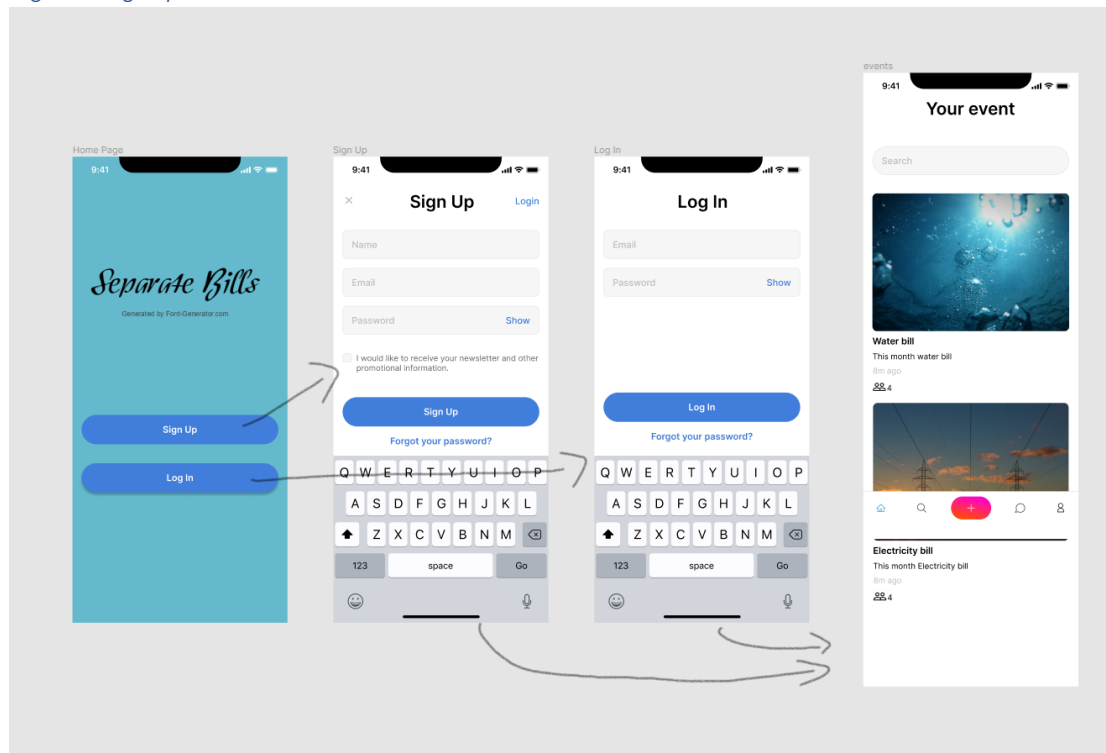 Home Page
9:41
Separate Bills
Generated by Font-Generator.com
Sign Up
Log In
Sign Up
9:41
Sign Up
Login
Name
Email
Password
Show
I would like to receive your newsletter and other
promotional information.
Sign Up
Forgot your password?
Q W E R T Y U I O P
A S D F G H J K L
Z X C V B N M
123
space
Go
Log In
9:41
Log In
Email
Password
Show
Log In
Forgot your password?
Q W E R T Y U I O P
A S D F G H J K L
Z X C V B N M
123
space
Go
events
9:41
Your event
Search
Water bill
This month water bill
8m ago
4
Electricity bill
This month Electricity bill
8m ago
4